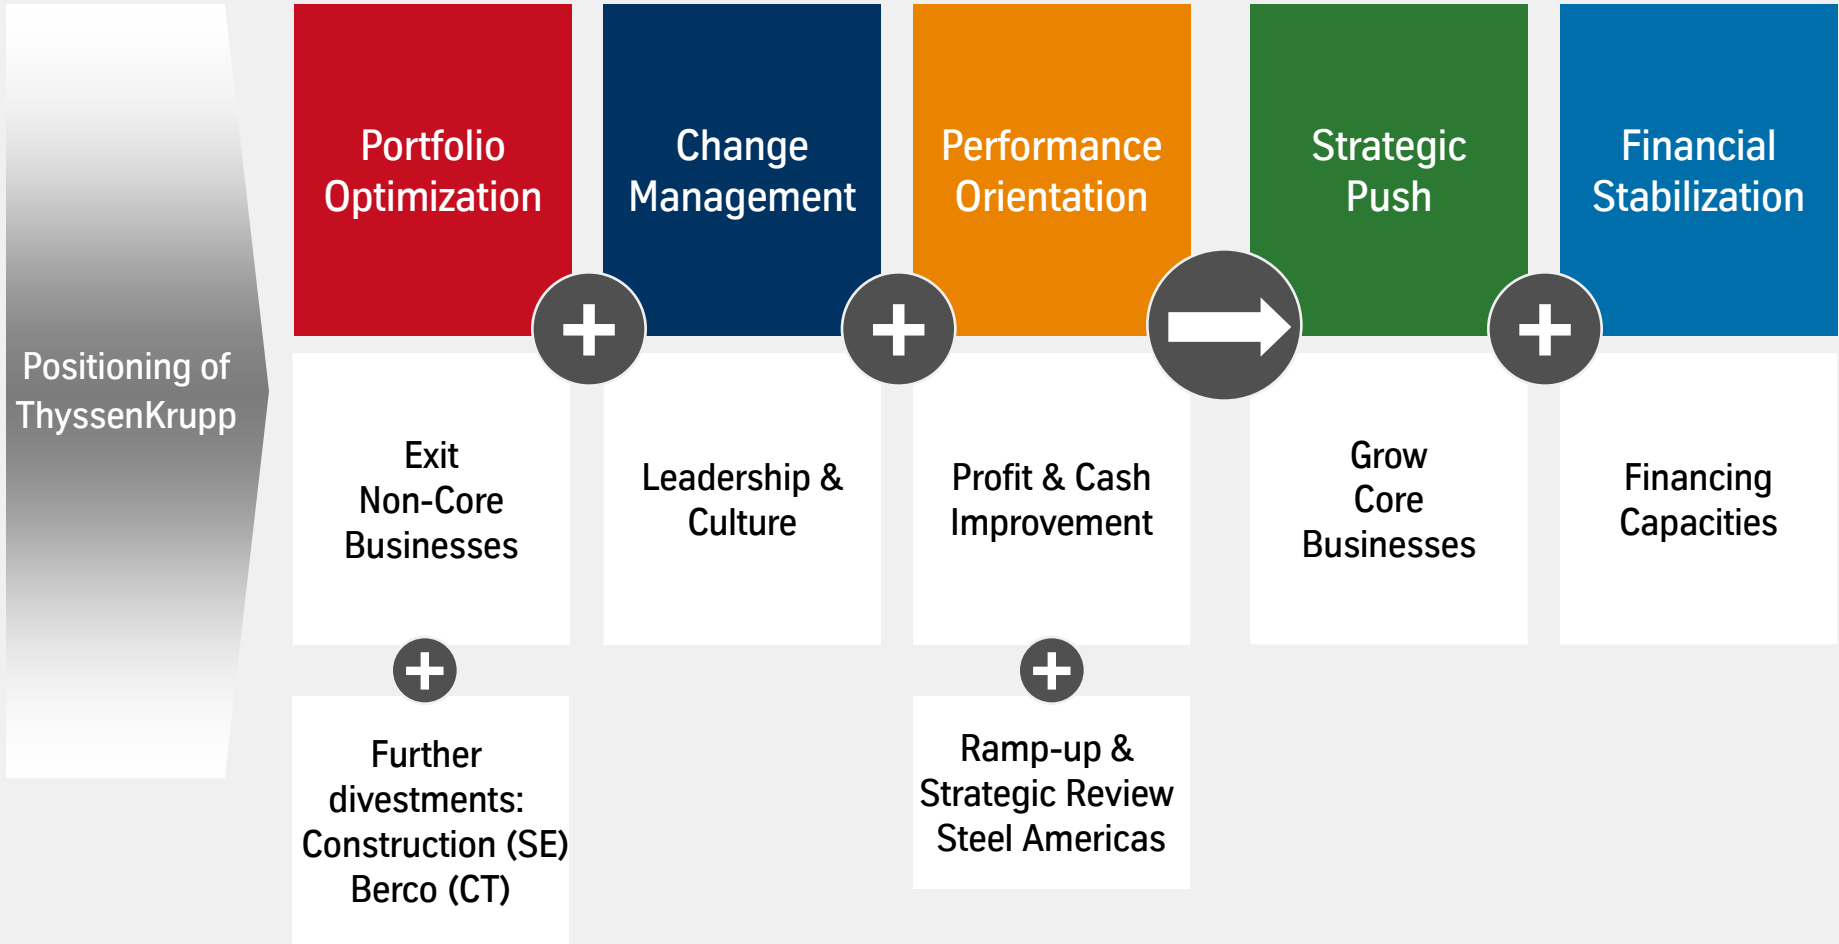 Positioning of
ThyssenKrupp
Portfolio
Optimization
Change
Management
Performance
Orientation
Strategic
Push
Financial
Stabilization
Exit
Non-Core
Businesses
Leadership &
Culture
Profit & Cash
Improvement
Grow
Core
Businesses
Financing
Capacities
Further
divestments:
Construction (SE)
Berco (CT)
Ramp-up &
Strategic Review
Steel Americas